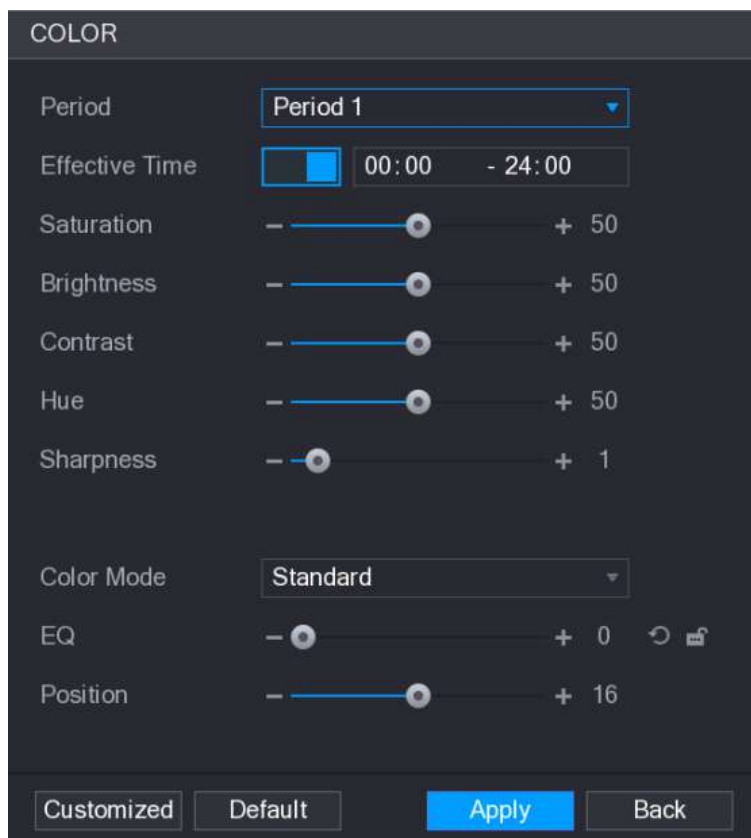 COLOR
Period Period 1
Effective Time 00:00 - 24:00
Saturation 50
Brightness 50
Contrast 50
Hue 50
Sharpness 1
Color Mode Standard
EQ 0
Position 16
Customized Default Apply Back